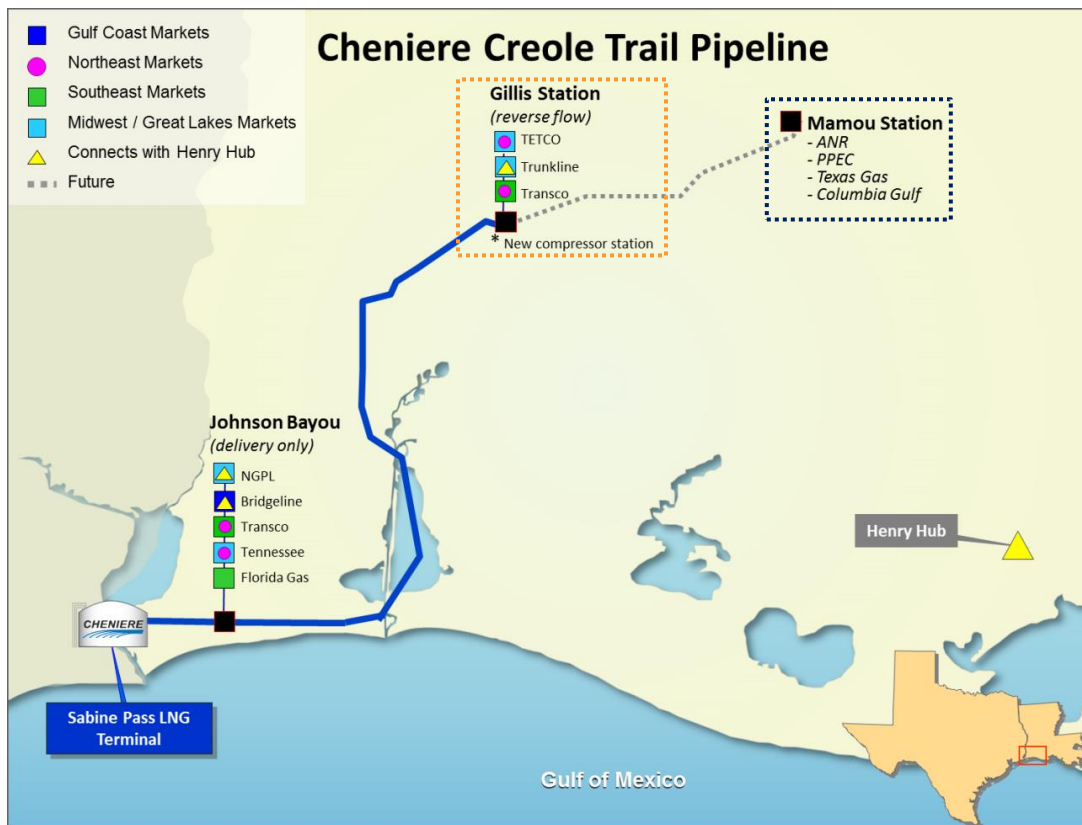 Cheniere Creole Trail Pipeline
Gulf Coast Markets
Northeast Markets
Southeast Markets
Midwest / Great Lakes Markets
Connects with Henry Hub
Future
Gillis Station
(reverse flow)
TETCO
Trunkline
Transco
* New compressor station
Mamou Station
- ANR
- PPEC
- Texas Gas
- Columbia Gulf
Johnson Bayou
(delivery only)
NGPL
Bridgeline
Transco
Tennessee
Florida Gas
Henry Hub
CHENIERE
Sabine Pass LNG
Terminal
Gulf of Mexico